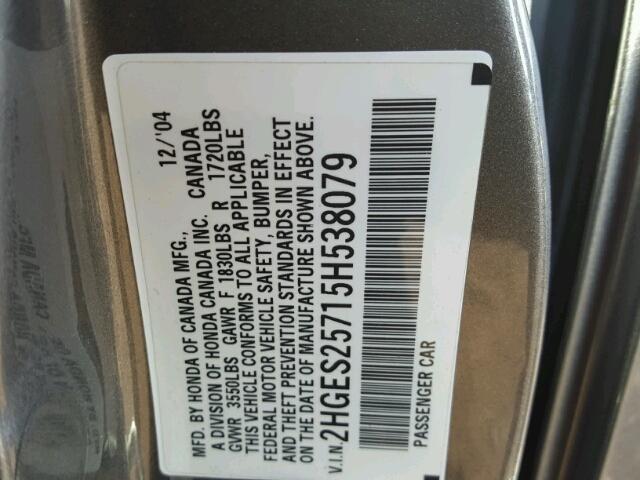 MFD. BY HONDA OF CANADA MFG., 12/'04
A DIVISION OF HONDA CANADA INC. CANADA
GVWR 3550LBS GAWR F 1830LBS R 1720LBS
THIS VEHICLE CONFORMS TO ALL APPLICABLE
FEDERAL MOTOR VEHICLE SAFETY, BUMPER,
AND THEFT PREVENTION STANDARDS IN EFFECT
ON THE DATE OF MANUFACTURE SHOWN ABOVE.
V.I.N. 2HGES25715H538079
PASSENGER CAR